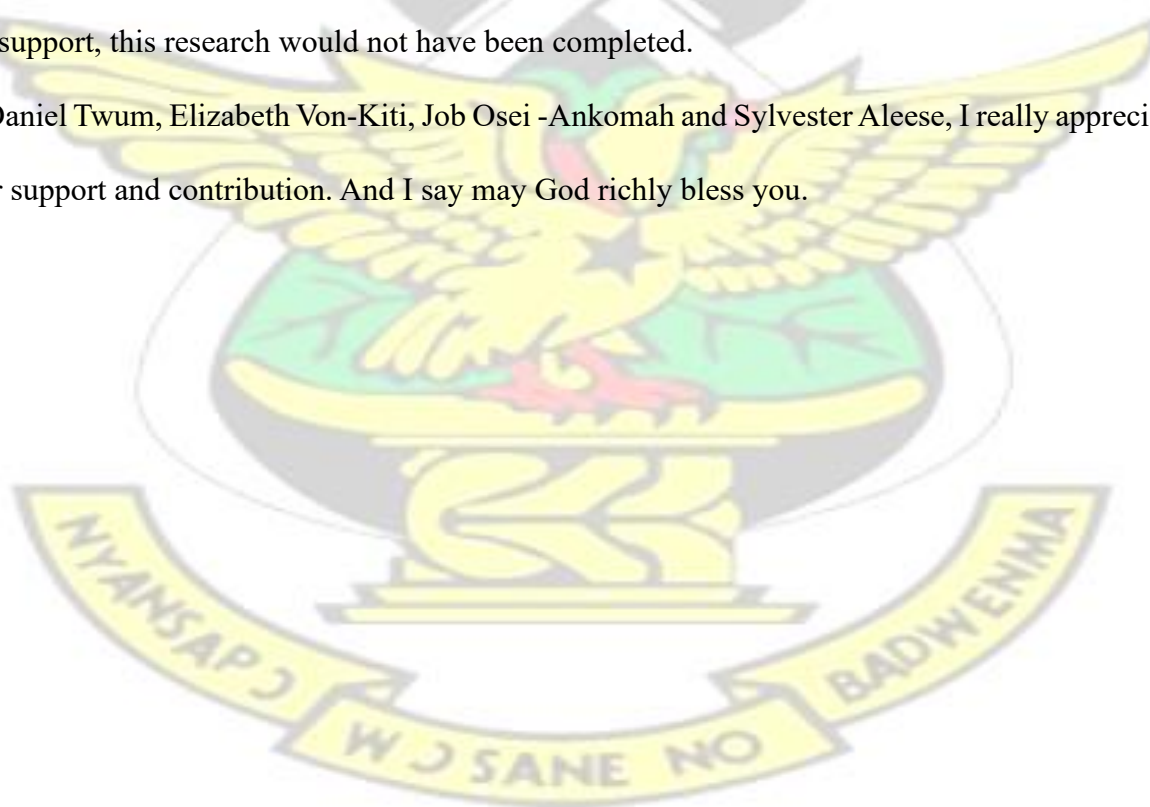 support, this research would not have been completed.
Daniel Twum, Elizabeth Von-Kiti, Job Osei -Ankomah and Sylvester Aleese, I really appreci
r support and contribution. And I say may God richly bless you.
NYANSAPƆ
WƆSANE NO
BADWENMA